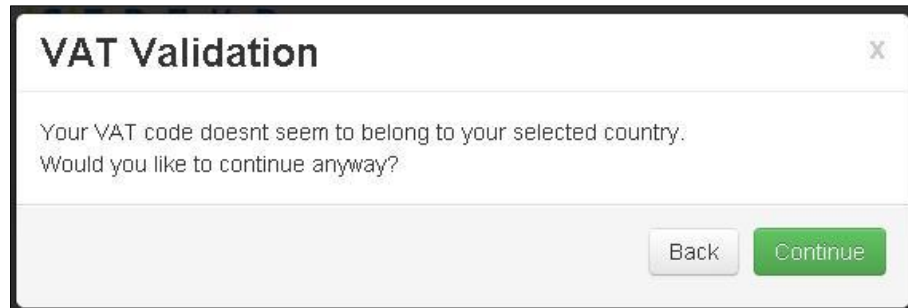 VAT Validation
x
Your VAT code doesnt seem to belong to your selected country.
Would you like to continue anyway?
Back
Continue